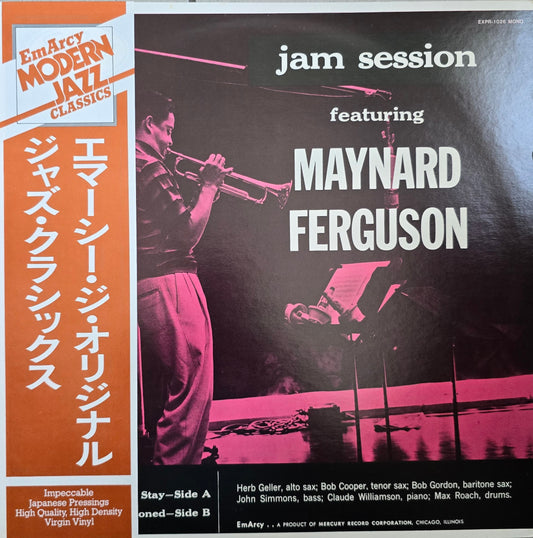 EmArcy
MODERN
JAZZ
CLASSICS
エマーシー・ジ・オリジナル
ジャズ・クラシックス
Impeccable
Japanese Pressings
High Quality, High Density
Virgin Vinyl
EXPR-1026 MONO
jam session
featuring
MAYNARD
FERGUSON
Stay—Side A
oned—Side B
Herb Geller, alto sax; Bob Cooper, tenor sax; Bob Gordon, baritone sax;
John Simmons, bass; Claude Williamson, piano; Max Roach, drums.
EmArcy . . A PRODUCT OF MERCURY RECORD CORPORATION, CHICAGO, ILLINOIS